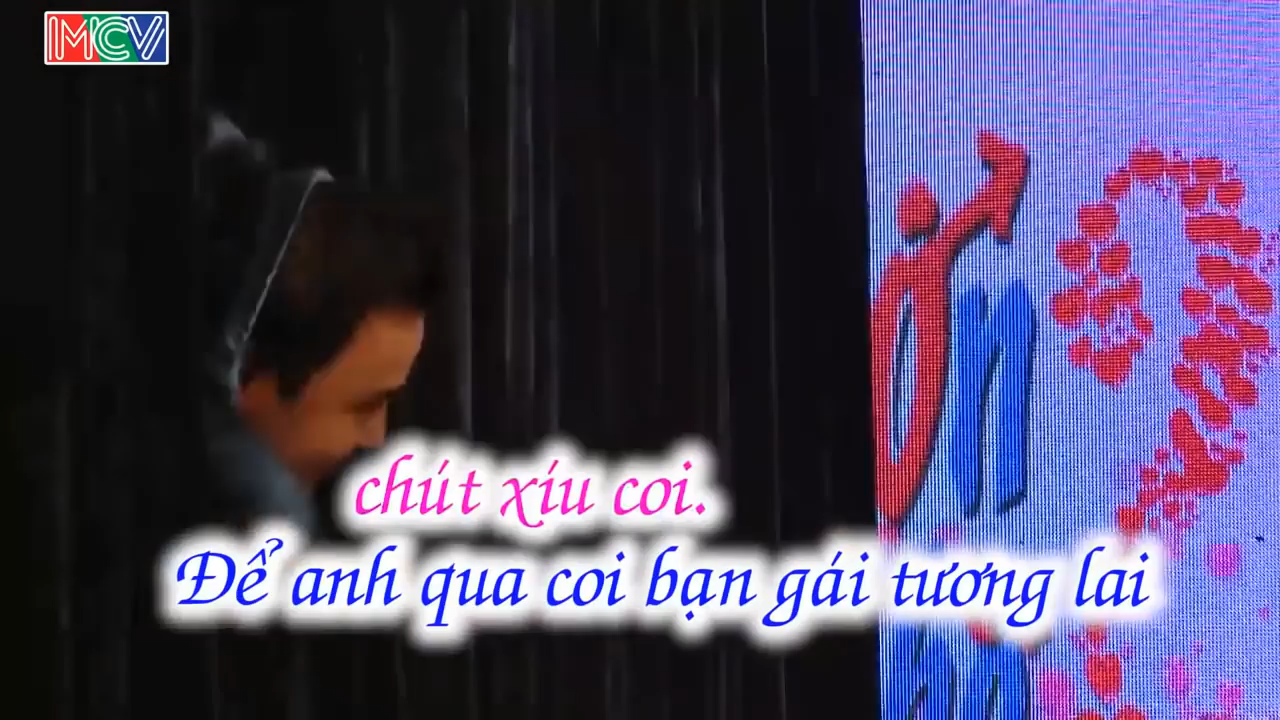 MCV
chút xíu coi.
Để anh qua coi bạn gái tương lai